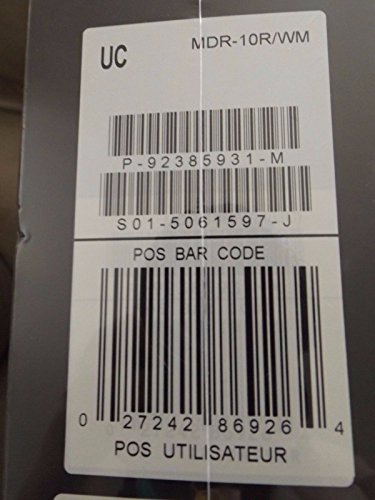 UC MDR-10R/WM
P-92385931-M
S01-5061597-J
POS BAR CODE
0 27242 86926 4
POS UTILISATEUR